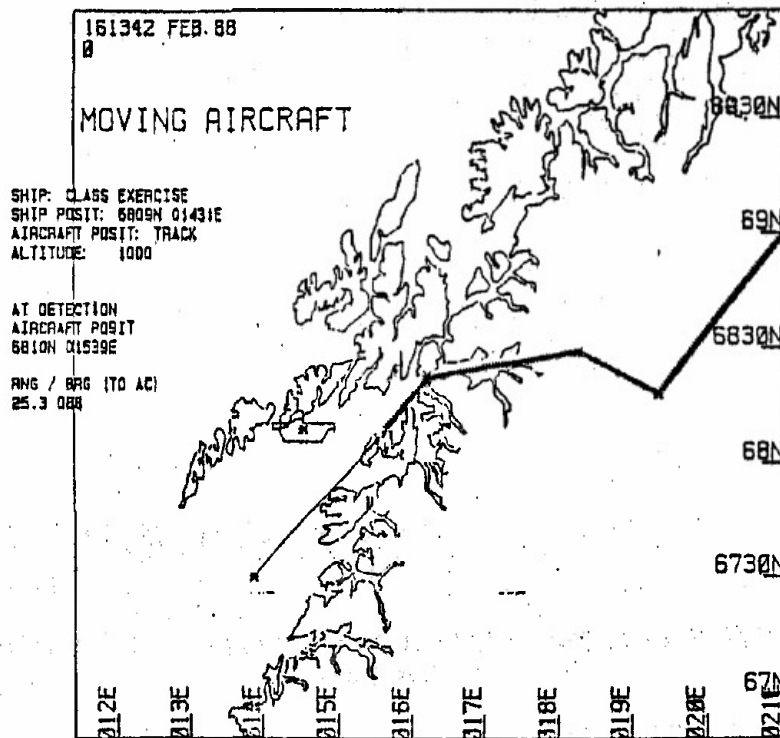 161342 FEB.88
0
MOVING AIRCRAFT
SHIP: CLASS EXERCISE
SHIP POSIT: 6809N 01431E
AIRCRAFT POSIT: TRACK
ALTITUDE: 1000
AT DETECTION
AIRCRAFT POSIT
6810N 01539E
RNG / BRG (TO AC)
25.3 088
6930N
69N
6830N
68N
6730N
67N
012E
013E
014E
015E
016E
017E
018E
019E
020E
021E